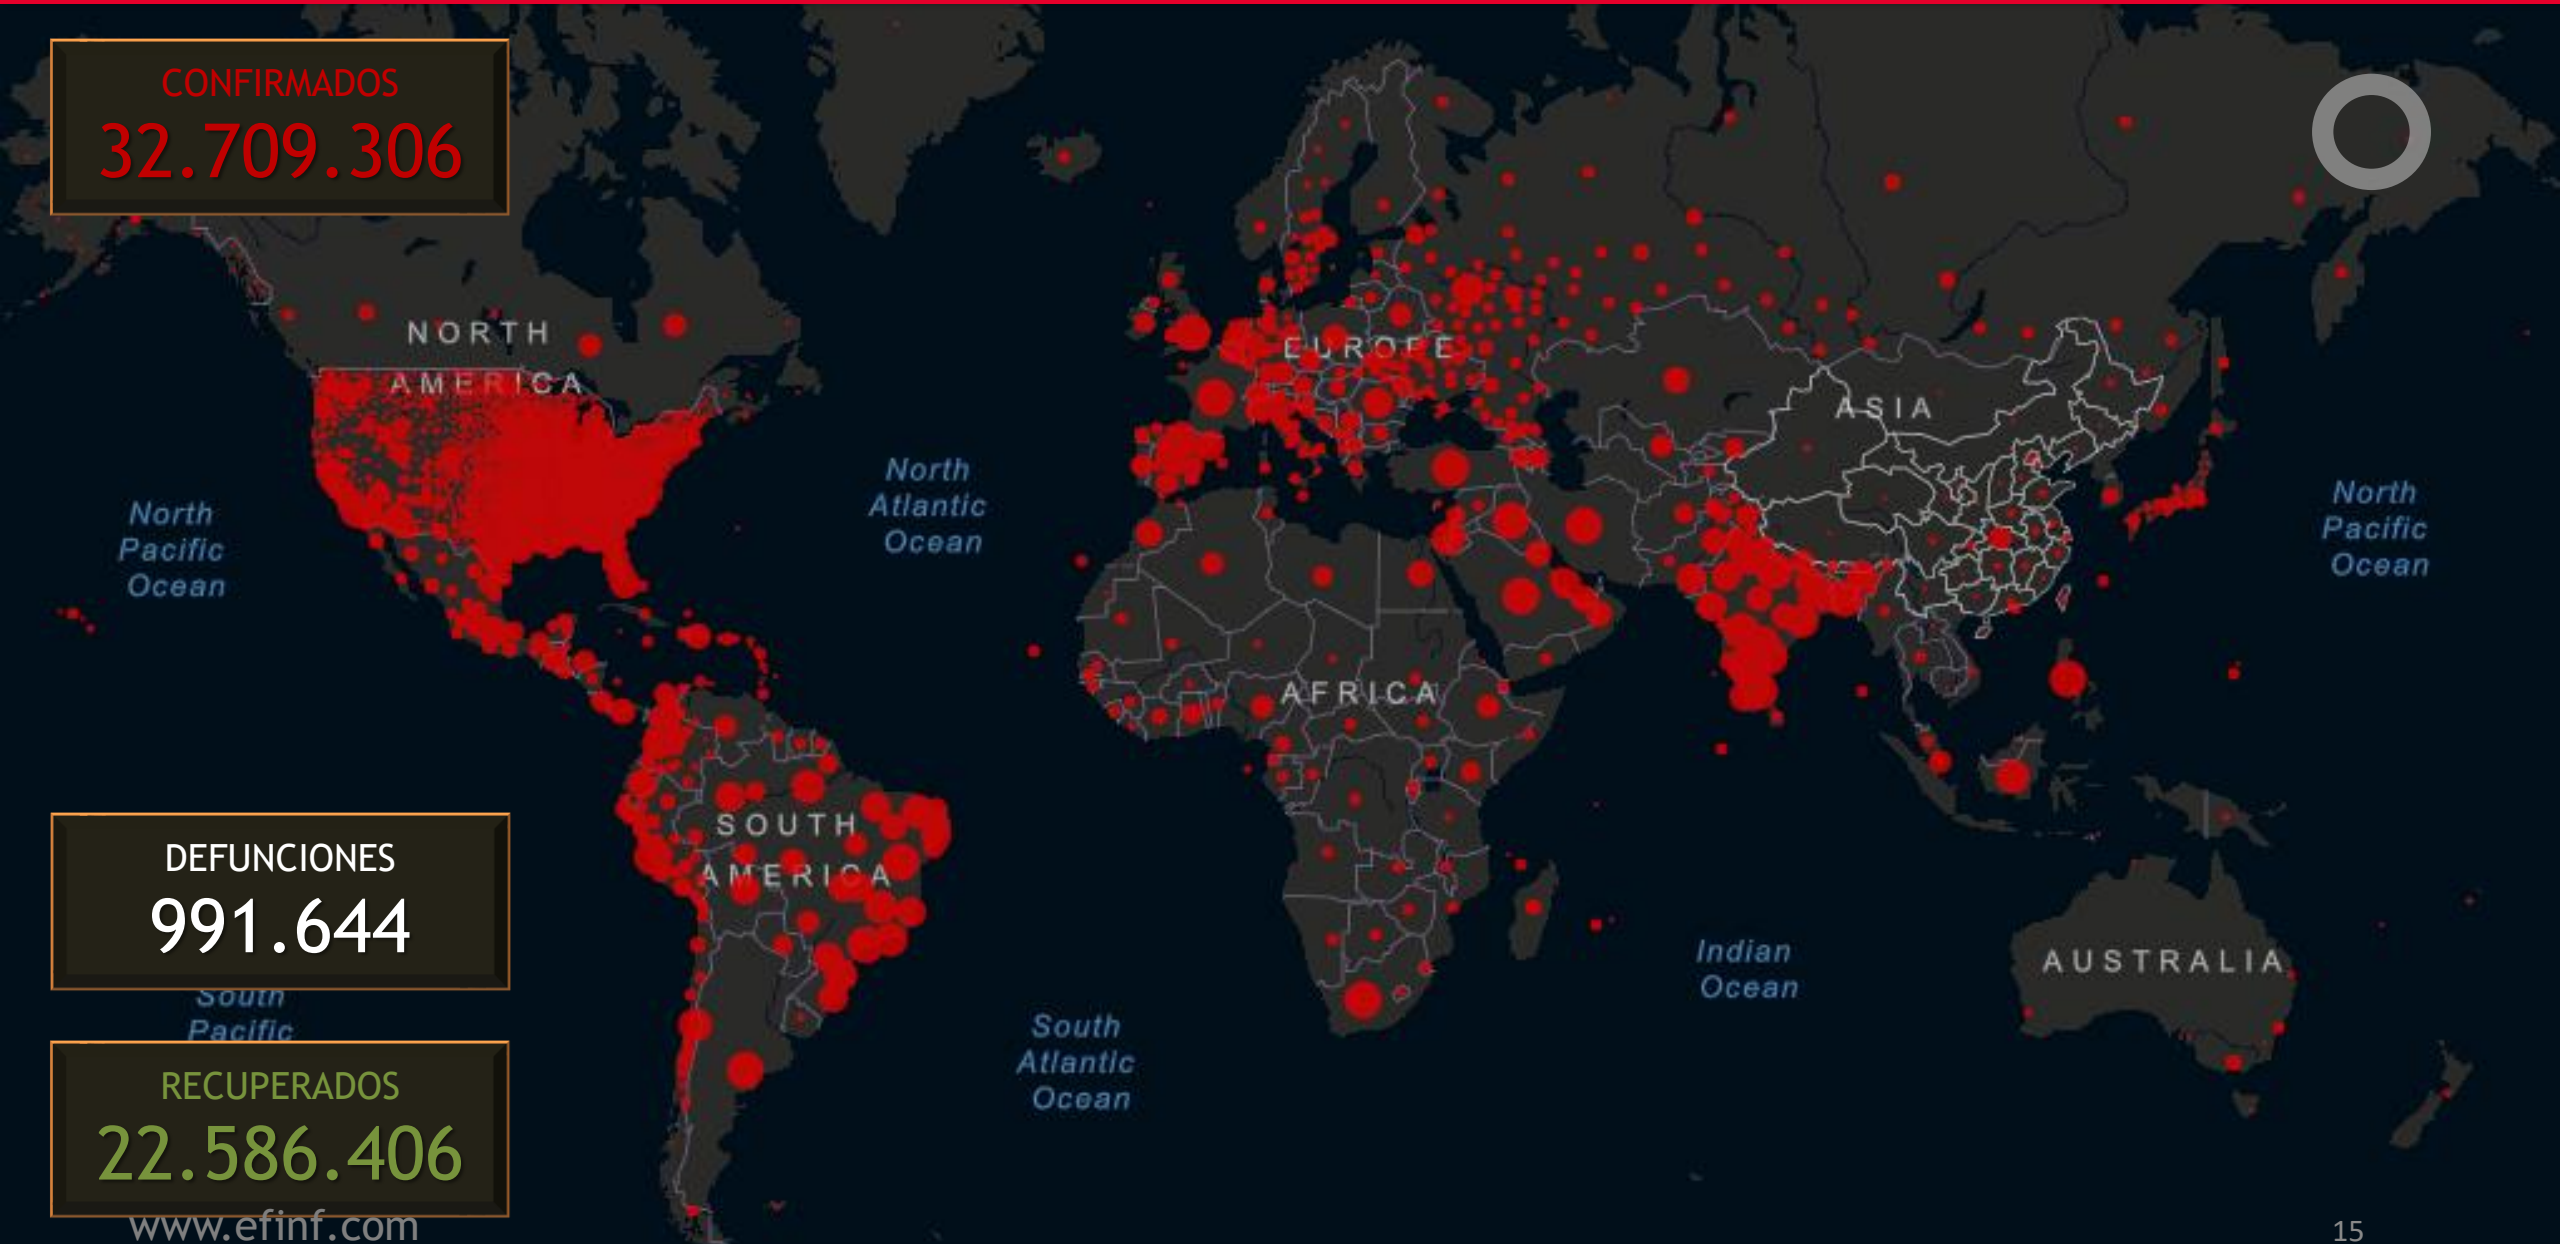 CONFIRMADOS
32.709.306
NORTH
AMERICA
EUROPE
ASIA
North
Atlantic
Ocean
North
Pacific
Ocean
North
Pacific
Ocean
AFRICA
SOUTH
AMERICA
DEFUNCIONES
991.644
South
Pacific
Indian
Ocean
AUSTRALIA
South
Atlantic
Ocean
RECUPERADOS
22.586.406
www.efinf.com
15